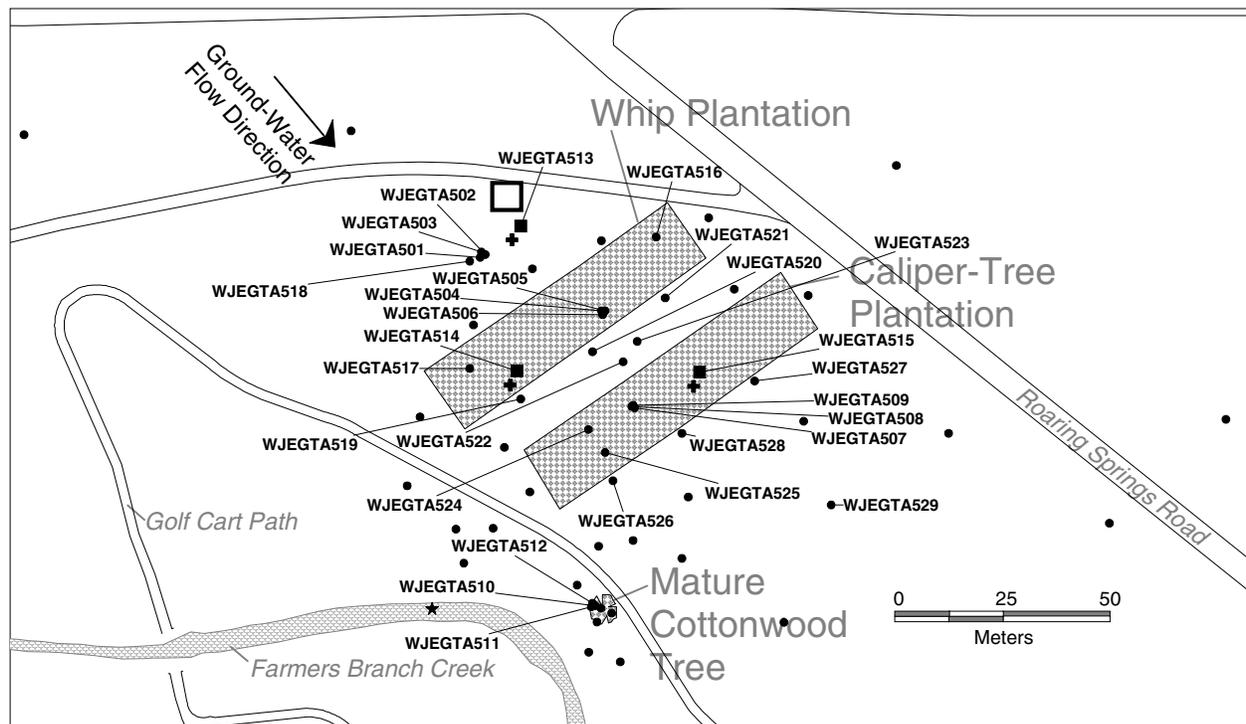 Ground-Water
Flow Direction
Whip Plantation
WJEGTA513
WJEGTA516
WJEGTA502
WJEGTA503
WJEGTA501
WJEGTA518
WJEGTA521
WJEGTA523
WJEGTA520
WJEGTA505
WJEGTA504
WJEGTA506
WJEGTA514
WJEGTA517
Caliper-Tree
Plantation
WJEGTA515
WJEGTA527
WJEGTA509
WJEGTA508
WJEGTA507
WJEGTA519
WJEGTA522
WJEGTA528
WJEGTA524
WJEGTA525
WJEGTA526
WJEGTA529
Roaring Springs Road
Golf Cart Path
WJEGTA512
WJEGTA510
WJEGTA511
Mature
Cottonwood
Tree
Farmers Branch Creek
0 25 50
Meters